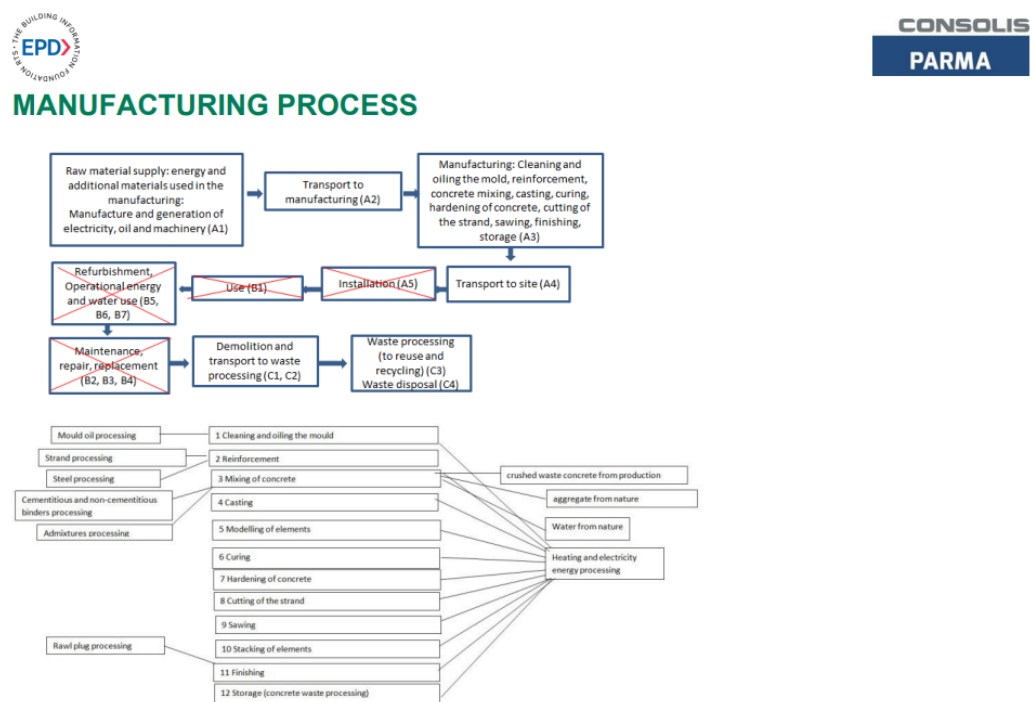 THE BUILDING INFORMATION FOUNDATION RTS
EPD
CONSOLIS
PARMA
MANUFACTURING PROCESS
Raw material supply: energy and
additional materials used in the
manufacturing:
Manufacture and generation of
electricity, oil and machinery (A1)
Transport to
manufacturing (A2)
Manufacturing: Cleaning and
oiling the mold, reinforcement,
concrete mixing, casting, curing,
hardening of concrete, cutting of
the strand, sawing, finishing,
storage (A3)
Refurbishment,
Operational energy
and water use (B5,
B6, B7)
Use (B1)
Installation (A5)
Transport to site (A4)
Maintenance,
repair, replacement
(B2, B3, B4)
Demolition and
transport to waste
processing (C1, C2)
Waste processing
(to reuse and
recycling) (C3)
Waste disposal (C4)
Mould oil processing
Strand processing
Steel processing
Cementitious and non-cementitious
binders processing
Admixtures processing
Rawl plug processing
1 Cleaning and oiling the mould
2 Reinforcement
3 Mixing of concrete
4 Casting
5 Modelling of elements
6 Curing
7 Hardening of concrete
8 Cutting of the strand
9 Sawing
10 Stacking of elements
11 Finishing
12 Storage (concrete waste processing)
crushed waste concrete from production
aggregate from nature
Water from nature
Heating and electricity
energy processing